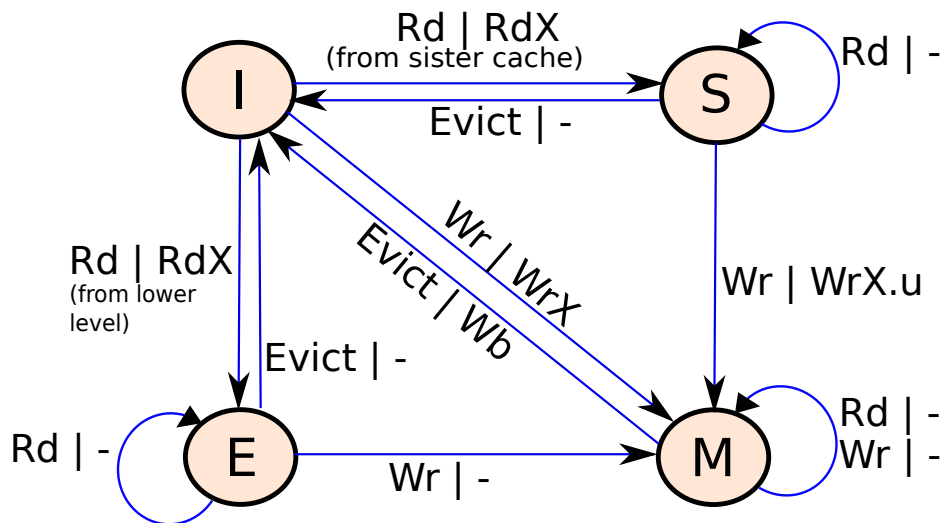 Rd | RdX
(from sister cache)
I
S
Rd | -
Evict | -
Wr | WrX
Evict | Wb
Rd | RdX
(from lower
level)
Wr | WrX.u
Evict | -
Rd | -
E
Wr | -
M
Rd | -
Wr | -